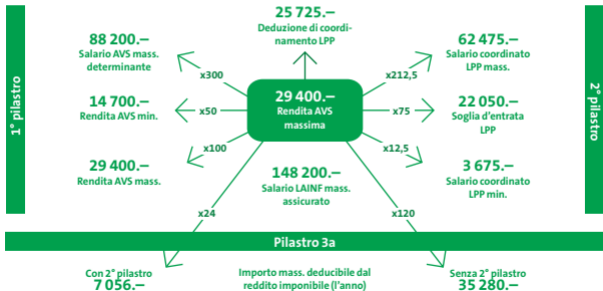 1° pilastro
88 200.–
Salario AVS mass.
determinante
x300
14 700.–
Rendita AVS min.
x50
29 400.–
Rendita AVS mass.
x100
25 725.–
Deduzione di coordi-
namento LPP
29 400.–
Rendita AVS
massima
148 200.–
Salario LAINF mass.
assicurato
62 475.–
Salario coordinato
LPP mass.
x212,5
22 050.–
Soglia d’entrata
LPP
x75
3 675.–
Salario coordinato
LPP min.
x12,5
2° pilastro
x24
x120
Pilastro 3a
Con 2° pilastro
7 056.–
Importo mass. deducibile dal
reddito imponibile (l’anno)
Senza 2° pilastro
35 280.–